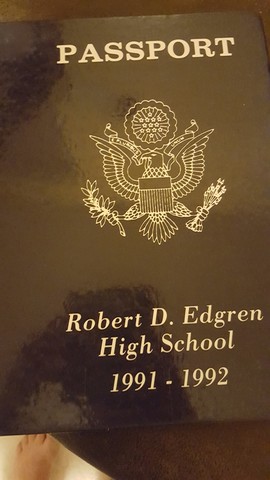 PASSPORT
Robert D. Edgren
High School
1991 - 1992